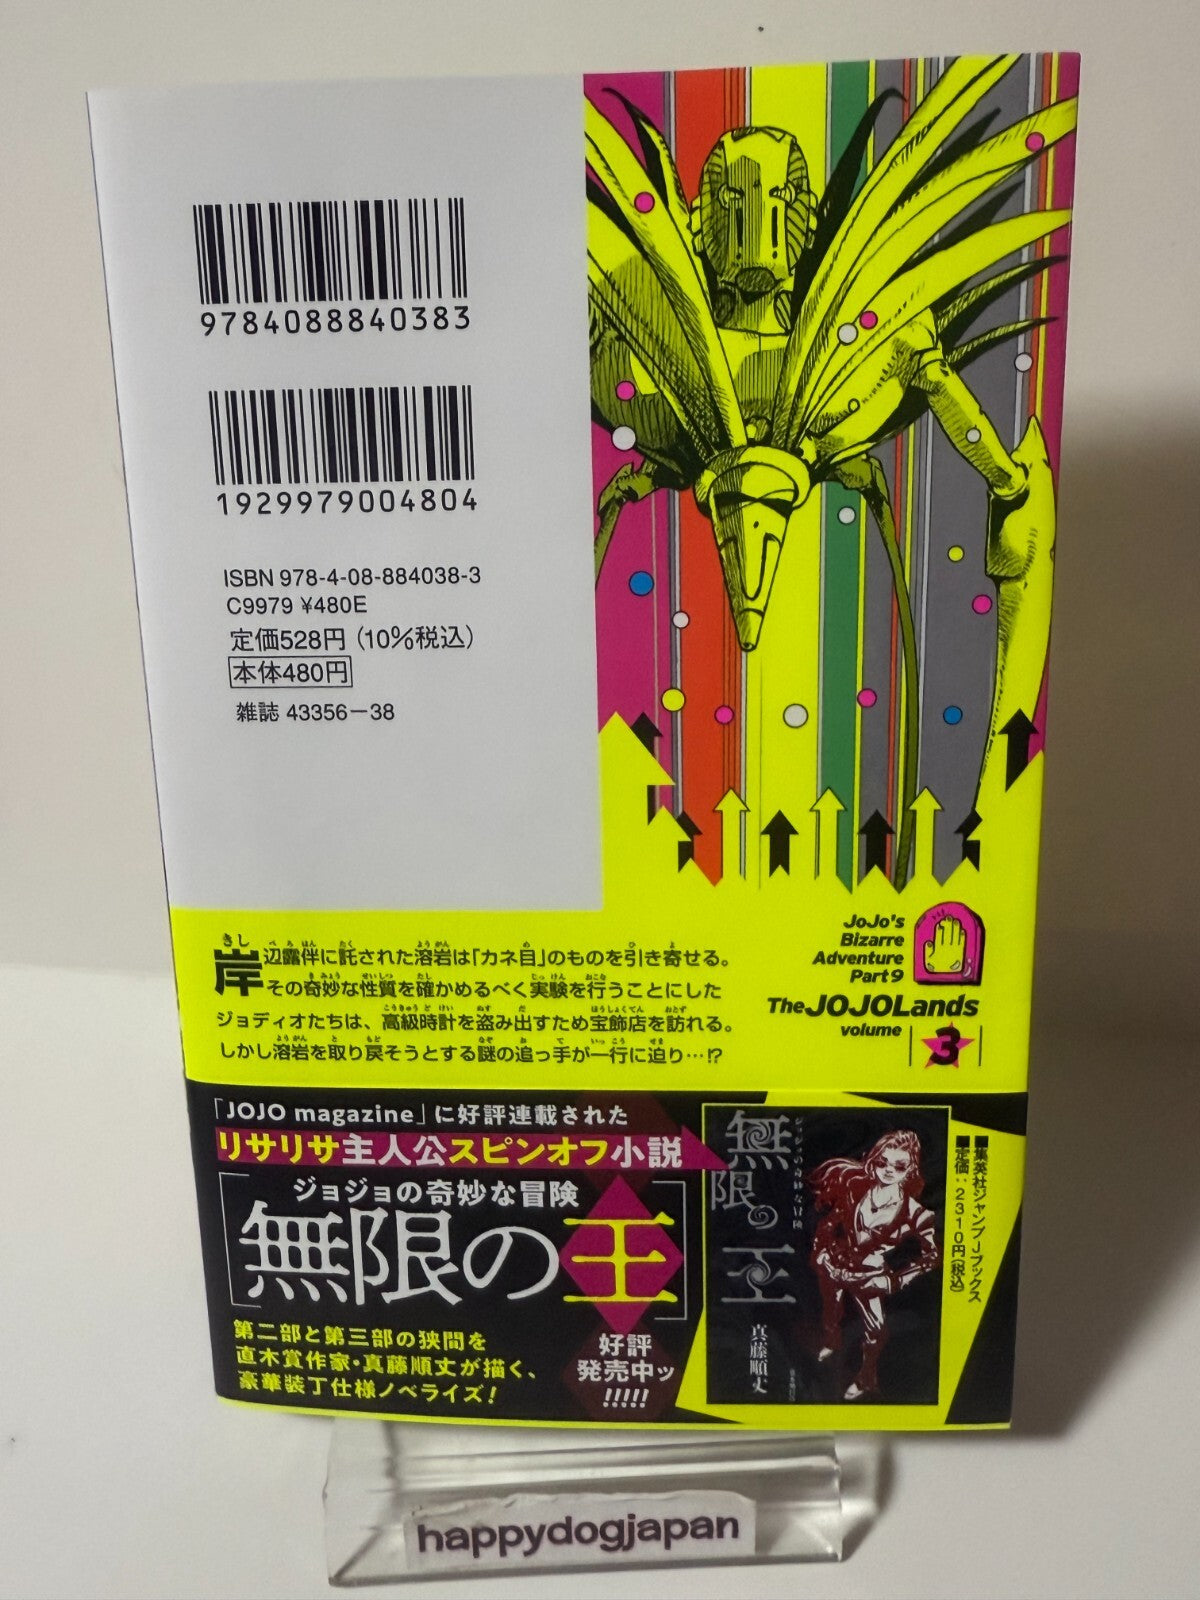 9784088840383
1929979004804
ISBN 978-4-08-884038-3
C9979 ¥480E
定価528円(10%税込)
本体480円
雑誌 43356-38
JoJo's
Bizarre
Adventure
Part 9
The JOJOLands
volume
3
岸辺露伴に託された溶岩は「カネ目」のものを引き寄せる。
その奇妙な性質を確かめるべく実験を行うことにした
ジョディオたちは、高級時計を盗み出すため宝飾店を訪れる。
しかし溶岩を取り戻そうとする謎の追っ手が一行に迫り…!?
「JOJO magazine」に好評連載された
リサリサ主人公スピンオフ小説
ジョジョの奇妙な冒険
無限の王
第二部と第三部の狭間を
直木賞作家・真藤順丈が描く、
豪華装丁仕様ノベライズ!
好評
発売中ッ
!!!!!
無限の王
真藤順丈
■集英社ジャンプJブックス
■定価:2310円(税込)
happydogjapan